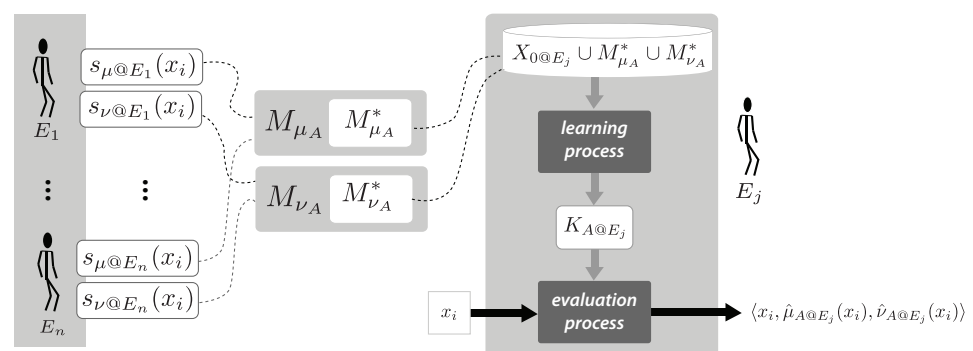 s_{μ@E_1}(x_i)
s_{ν@E_1}(x_i)
E_1
⋮ ⋮
s_{μ@E_n}(x_i)
s_{ν@E_n}(x_i)
E_n
M_{μ_A} M^*_{μ_A}
M_{ν_A} M^*_{ν_A}
X_{0@E_j} ∪ M^*_{μ_A} ∪ M^*_{ν_A}
learning
process
K_{A@E_j}
x_i
evaluation
process
E_j
⟨x_i, μ̂_{A@E_j}(x_i), ν̂_{A@E_j}(x_i)⟩